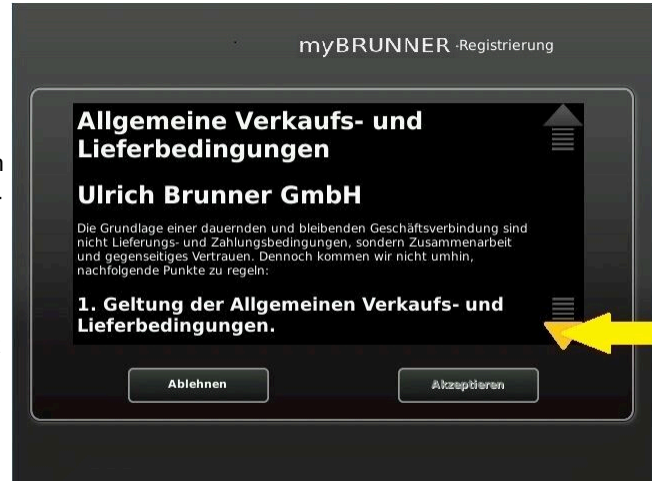 myBRUNNER -Registrierung
Allgemeine Verkaufs- und
Lieferbedingungen
Ulrich Brunner GmbH
Die Grundlage einer dauernden und bleibenden Geschäftsverbindung sind
nicht Lieferungs- und Zahlungsbedingungen, sondern Zusammenarbeit
und gegenseitiges Vertrauen. Dennoch kommen wir nicht umhin,
nachfolgende Punkte zu regeln:
1. Geltung der Allgemeinen Verkaufs- und
Lieferbedingungen.
Ablehnen
Akzeptieren